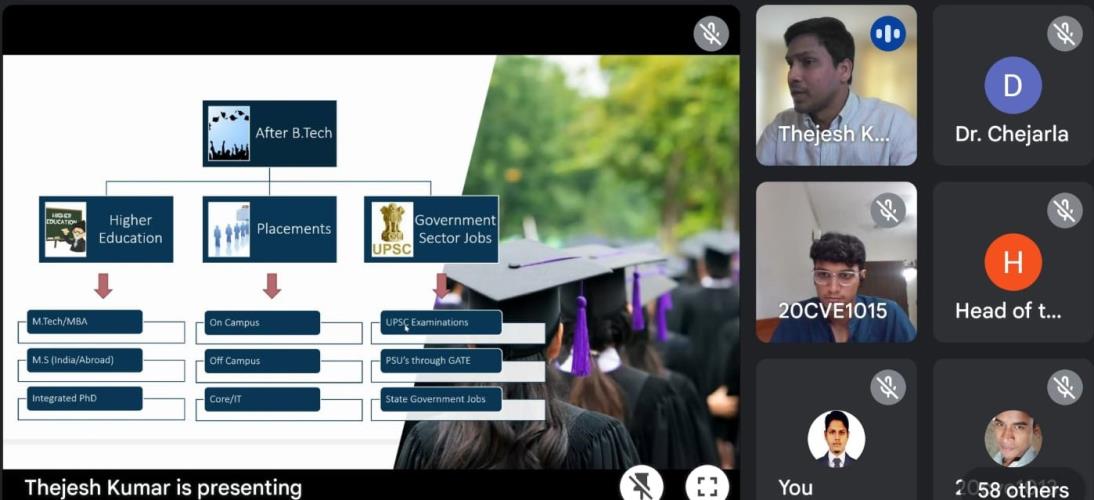 After B.Tech
HIGHER
EDUCATION
Higher
Education
Placements
UPSC
Government
Sector Jobs
M.Tech/MBA
M.S (India/Abroad)
Integrated PhD
On Campus
Off Campus
Core/IT
UPSC Examinations
PSU's through GATE
State Government Jobs
Thejesh Kumar is presenting
Thejesh K...
D
Dr. Chejarla
20CVE1015
H
Head of t...
You
58 others